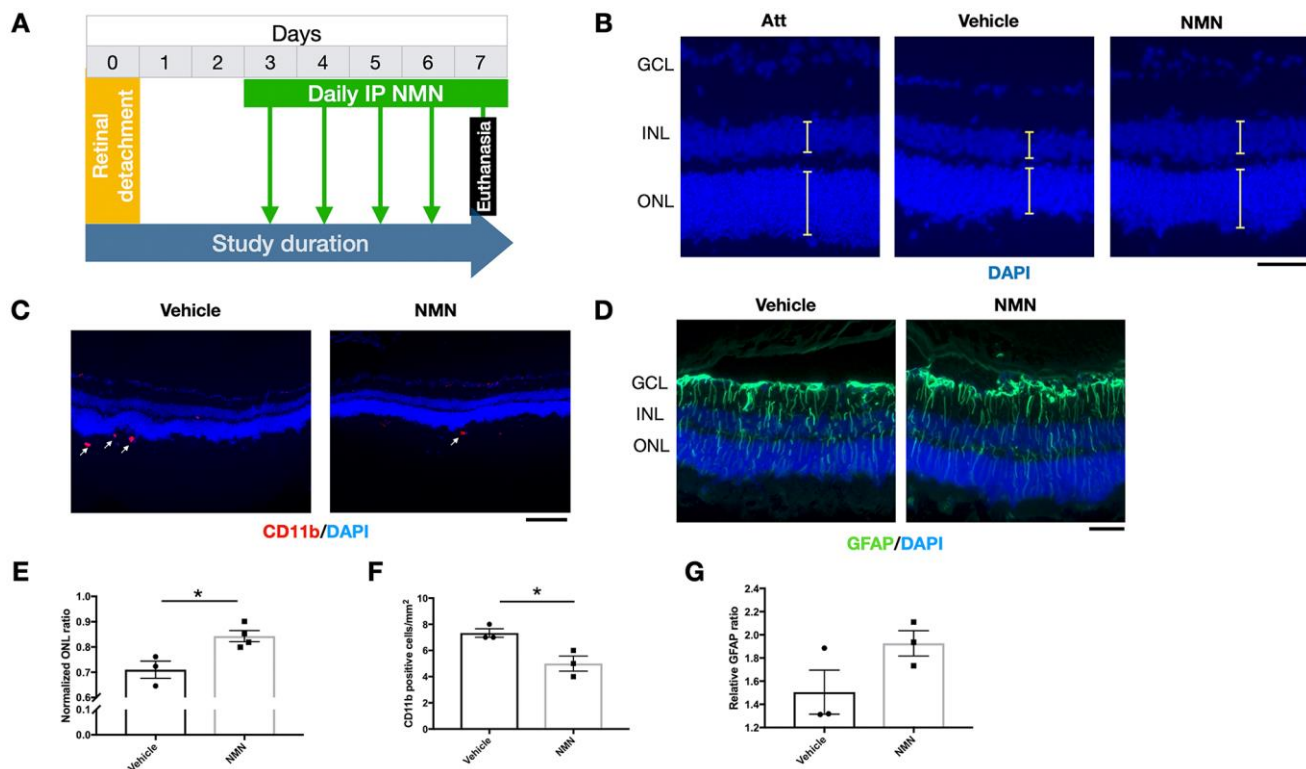 A
Days
0 1 2 3 4 5 6 7
Retinal
detachment
Daily IP NMN
Euthanasia
Study duration
B
Att Vehicle NMN
GCL
INL
ONL
DAPI
C
Vehicle NMN
CD11b/DAPI
D
Vehicle NMN
GCL
INL
ONL
GFAP/DAPI
E
Normalized ONL ratio
1.0
0.9
0.8
0.7
0.6
0.1
0.0
*
Vehicle NMN
F
CD11b positive cells/mm²
10
8
6
4
2
0
*
Vehicle NMN
G
Relative GFAP ratio
2.4
2.2
2.0
1.8
1.6
1.4
1.2
Vehicle NMN